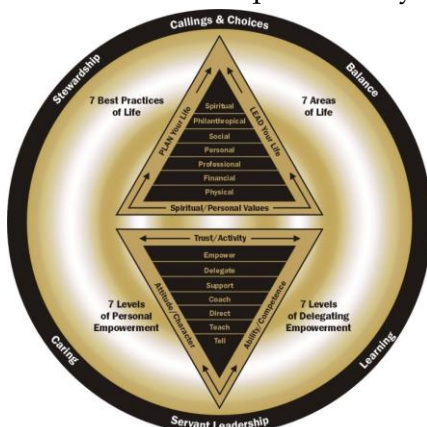 Callings & Choices
Stewardship
Balance
7 Best Practices
of Life
7 Areas
of Life
PLAN Your Life
LEAD Your Life
Spiritual
Philanthropical
Social
Personal
Professional
Financial
Physical
Spiritual/Personal Values
Trust/Activity
Empower
Delegate
Support
Coach
Direct
Teach
Tell
Attitude/Character
Ability/Competence
7 Levels
of Personal
Empowerment
7 Levels
of Delegating
Empowerment
Caring
Learning
Servant Leadership